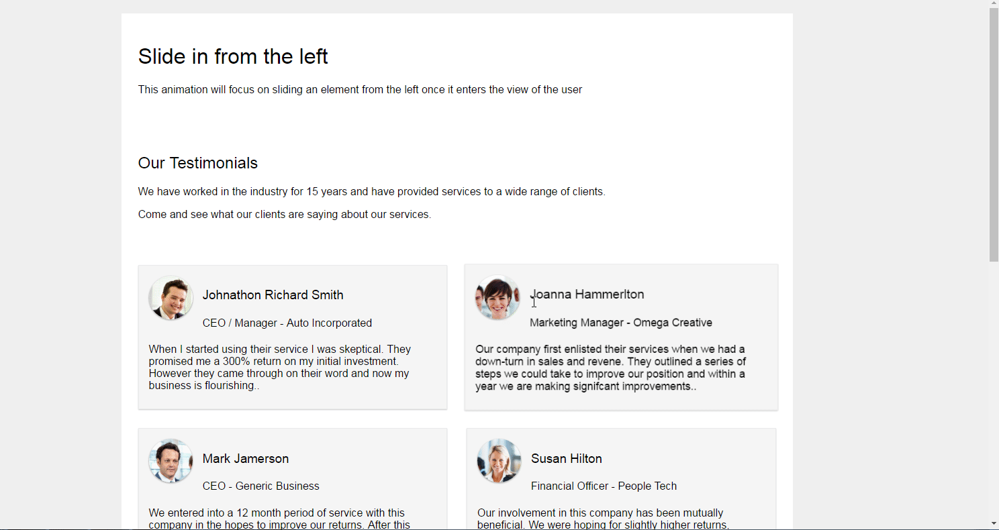 Slide in from the left
This animation will focus on sliding an element from the left once it enters the view of the user
Our Testimonials
We have worked in the industry for 15 years and have provided services to a wide range of clients.
Come and see what our clients are saying about our services.
Johnathon Richard Smith
CEO / Manager - Auto Incorporated
When I started using their service I was skeptical. They
promised me a 300% return on my initial investment.
However they came through on their word and now my
business is flourishing..
Joanna Hammerlton
Marketing Manager - Omega Creative
Our company first enlisted their services when we had a
down-turn in sales and revene. They outlined a series of
steps we could take to improve our position and within a
year we are making signifcant improvements..
Mark Jamerson
CEO - Generic Business
We entered into a 12 month period of service with this
company in the hopes to improve our returns. After this
Susan Hilton
Financial Officer - People Tech
Our involvement in this company has been mutually
beneficial. We were hoping for slightly higher returns,